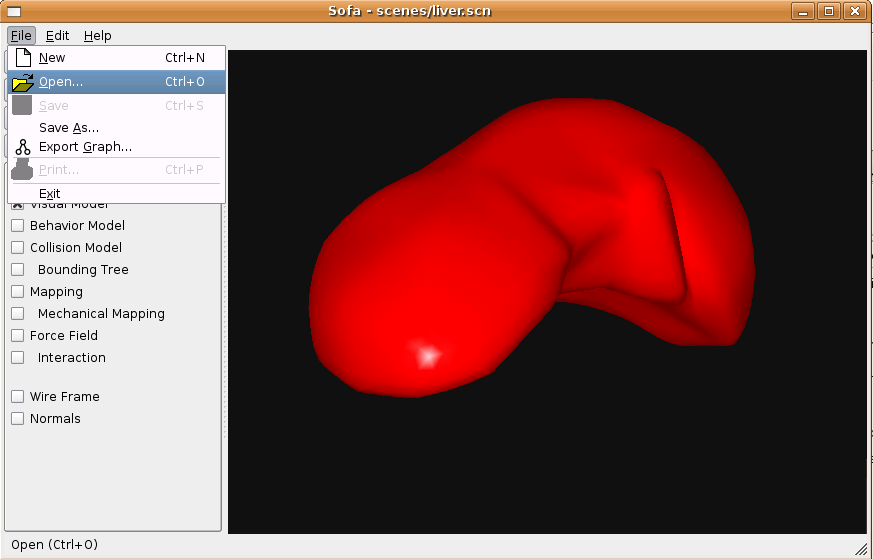 Sofa - scenes/liver.scn
File Edit Help
New Ctrl+N
Open... Ctrl+O
Save Ctrl+S
Save As...
Export Graph...
Print... Ctrl+P
Exit
Visual Model
Behavior Model
Collision Model
Bounding Tree
Mapping
Mechanical Mapping
Force Field
Interaction
Wire Frame
Normals
Open (Ctrl+O)